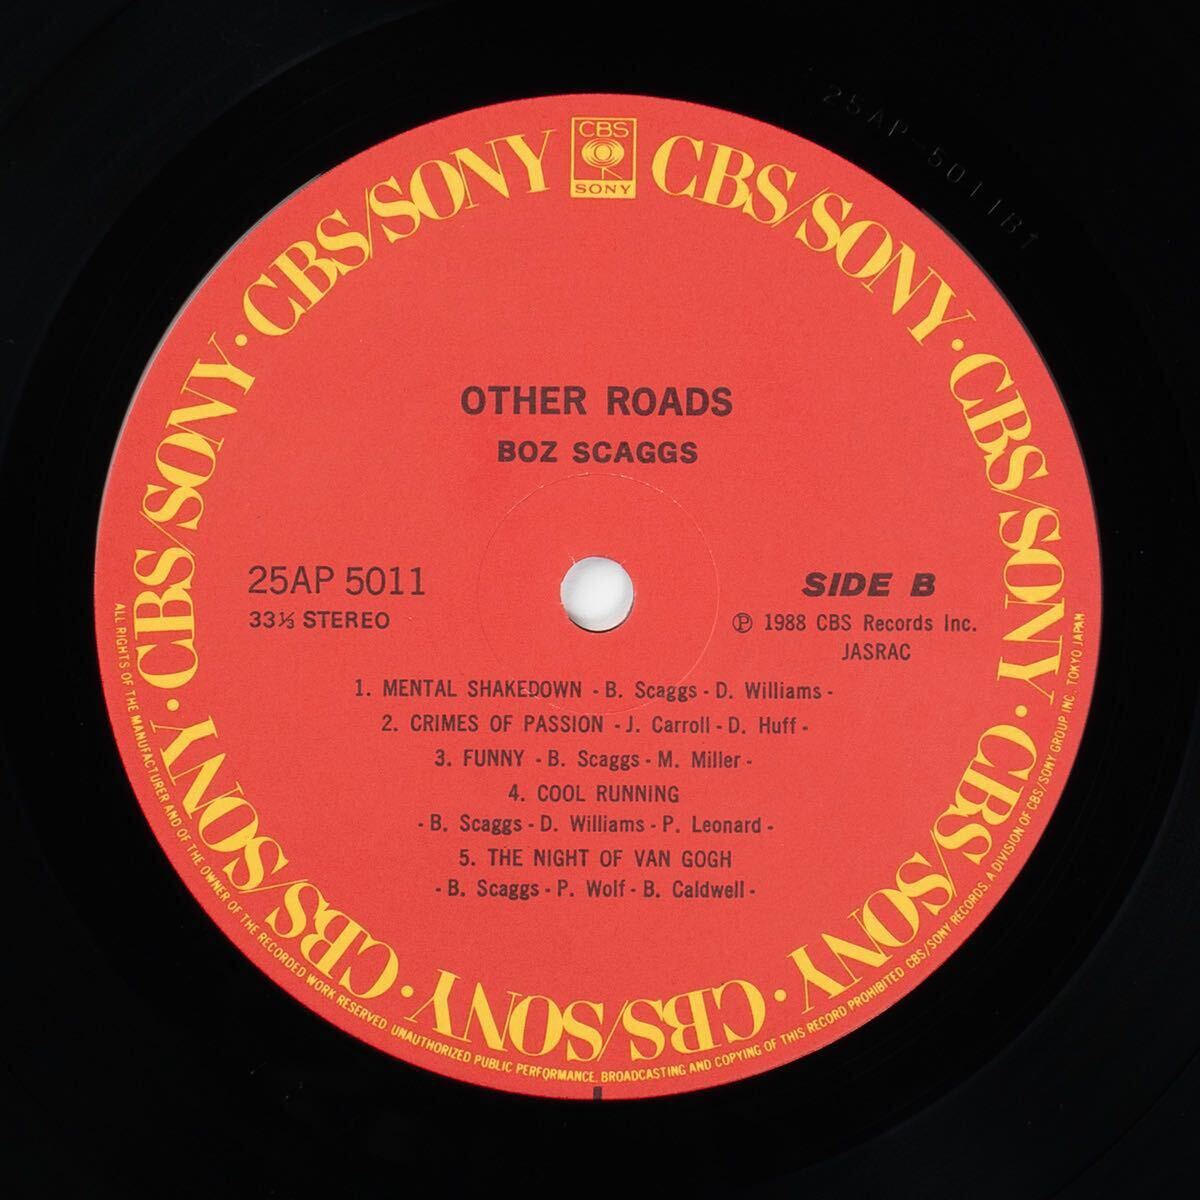 25AP-5011B1
CBS
SONY
CBS/SONY · CBS/SONY · CBS/SONY · CBS/SONY · CBS/SONY · CBS/SONY · CBS/SONY · CBS/SONY
OTHER ROADS
BOZ SCAGGS
25AP 5011
33⅓ STEREO
SIDE B
Ⓟ 1988 CBS Records Inc.
JASRAC
1. MENTAL SHAKEDOWN - B. Scaggs - D. Williams -
2. CRIMES OF PASSION - J. Carroll - D. Huff -
3. FUNNY - B. Scaggs - M. Miller -
4. COOL RUNNING
- B. Scaggs - D. Williams - P. Leonard -
5. THE NIGHT OF VAN GOGH
- B. Scaggs - P. Wolf - B. Caldwell -
ALL RIGHTS OF THE MANUFACTURER AND OF THE OWNER OF THE RECORDED WORK RESERVED. UNAUTHORIZED PUBLIC PERFORMANCE, BROADCASTING AND COPYING OF THIS RECORD PROHIBITED. CBS/SONY RECORDS. A DIVISION OF CBS/SONY GROUP INC., TOKYO JAPAN